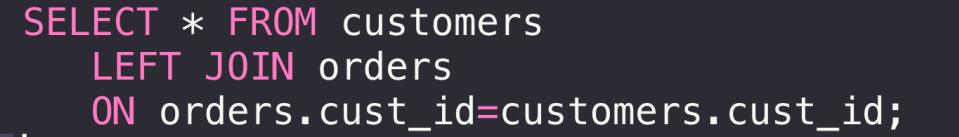 SELECT * FROM customers
LEFT JOIN orders
ON orders.cust_id=customers.cust_id;